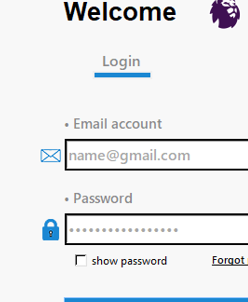 Welcome
Login
• Email account
name@gmail.com
• Password
•••••••••••••••••
show password
Forgot